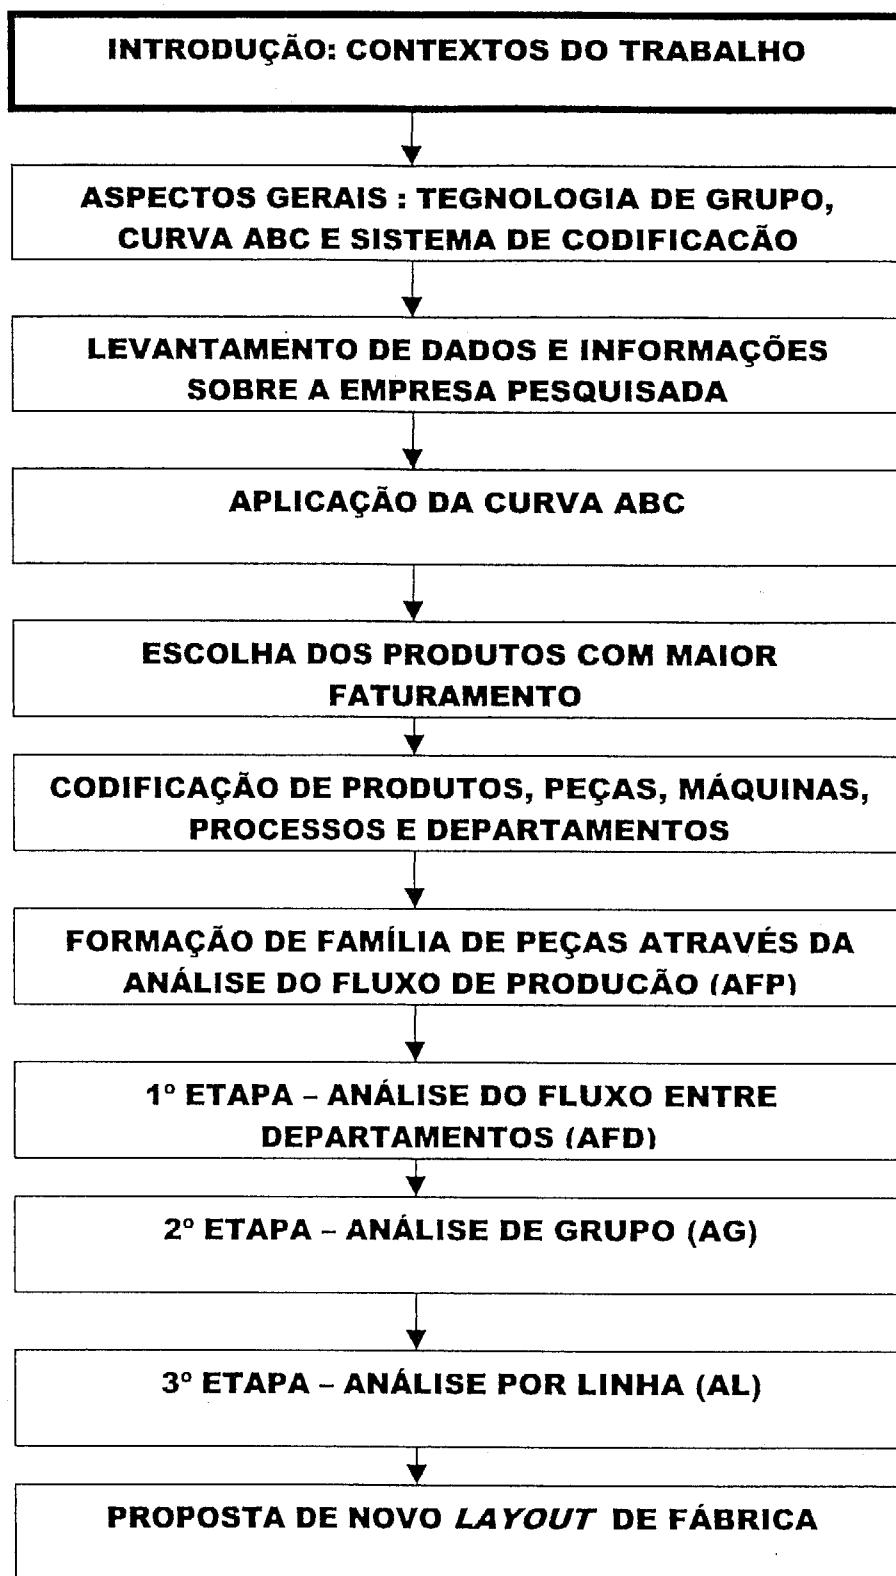 INTRODUÇÃO: CONTEXTOS DO TRABALHO
ASPECTOS GERAIS : TEGNOLOGIA DE GRUPO,
CURVA ABC E SISTEMA DE CODIFICACÃO
LEVANTAMENTO DE DADOS E INFORMAÇÕES
SOBRE A EMPRESA PESQUISADA
APLICAÇÃO DA CURVA ABC
ESCOLHA DOS PRODUTOS COM MAIOR
FATURAMENTO
CODIFICAÇÃO DE PRODUTOS, PEÇAS, MÁQUINAS,
PROCESSOS E DEPARTAMENTOS
FORMAÇÃO DE FAMÍLIA DE PEÇAS ATRAVÉS DA
ANÁLISE DO FLUXO DE PRODUCÃO (AFP)
1º ETAPA – ANÁLISE DO FLUXO ENTRE
DEPARTAMENTOS (AFD)
2º ETAPA – ANÁLISE DE GRUPO (AG)
3º ETAPA – ANÁLISE POR LINHA (AL)
PROPOSTA DE NOVO LAYOUT DE FÁBRICA